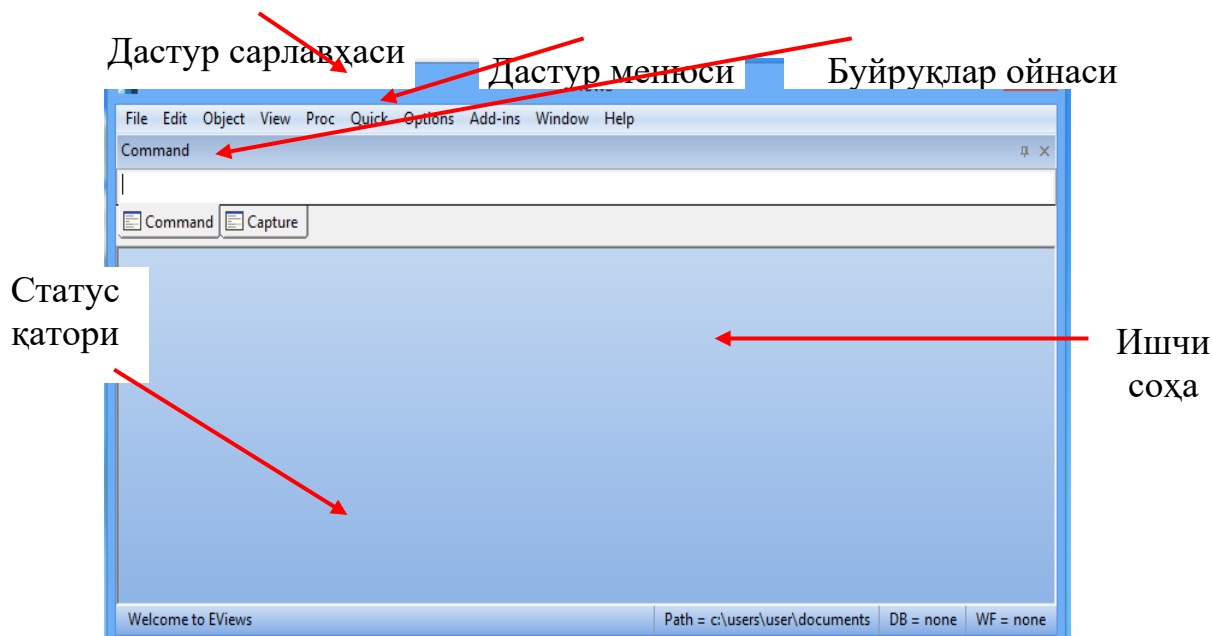 Дастур сарлавҳаси
Дастур менюси
Буйруқлар ойнаси
File Edit Object View Proc Quick Options Add-ins Window Help
Command
Command Capture
Статус
қатори
Ишчи
соҳа
Welcome to EViews Path = c:\users\user\documents DB = none WF = none